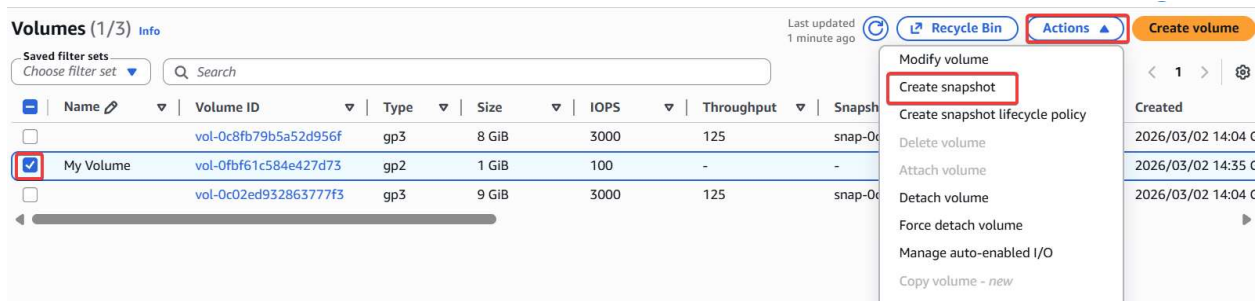 Volumes (1/3) Info
Last updated
1 minute ago
Recycle Bin
Actions
Create volume
Saved filter sets
Choose filter set
Search
1
Name Volume ID Type Size IOPS Throughput Snapsh Created
vol-0c8fb79b5a52d956f gp3 8 GiB 3000 125 snap-0c 2026/03/02 14:04
My Volume vol-0fbf61c584e427d73 gp2 1 GiB 100 - - 2026/03/02 14:35
vol-0c02ed932863777f3 gp3 9 GiB 3000 125 snap-0c 2026/03/02 14:04
Modify volume
Create snapshot
Create snapshot lifecycle policy
Delete volume
Attach volume
Detach volume
Force detach volume
Manage auto-enabled I/O
Copy volume - new